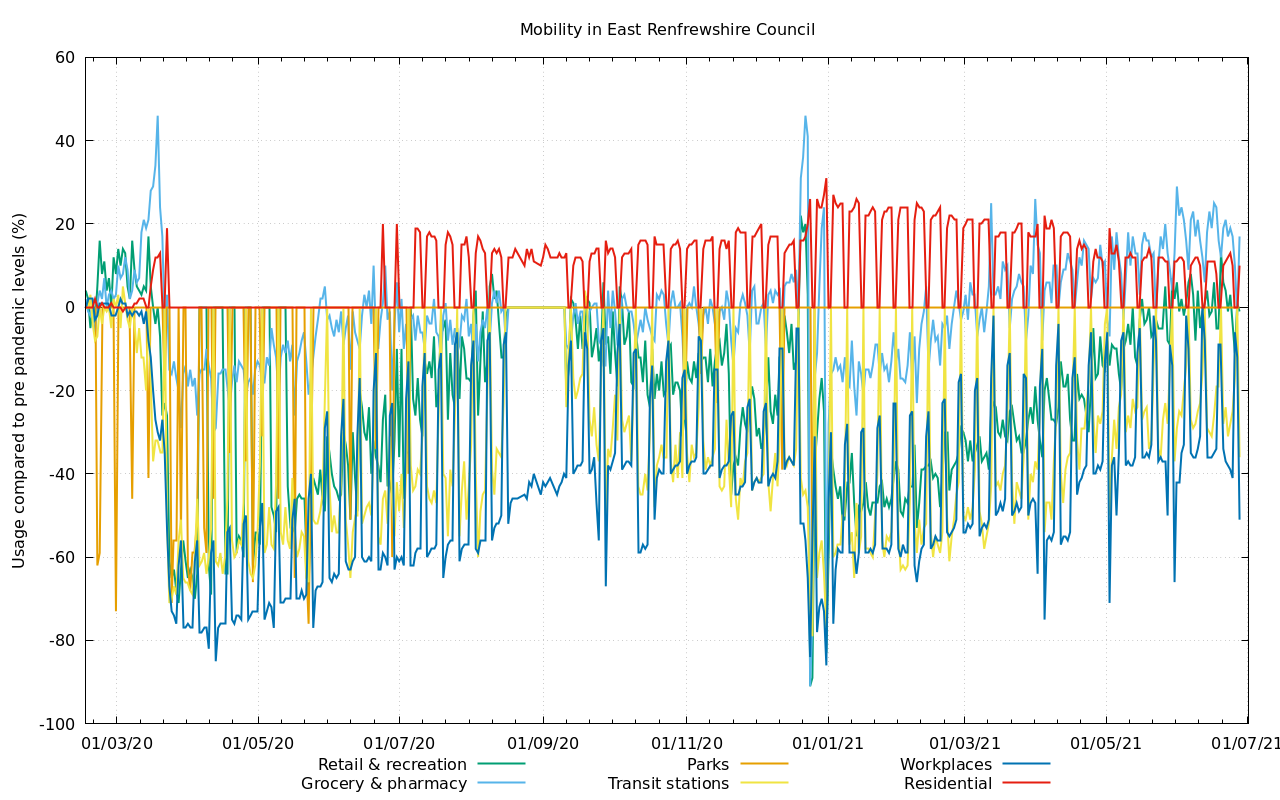 Mobility in East Renfrewshire Council
Usage compared to pre pandemic levels (%)
60
40
20
0
-20
-40
-60
-80
-100
01/03/20 01/05/20 01/07/20 01/09/20 01/11/20 01/01/21 01/03/21 01/05/21 01/07/21
Retail & recreation Parks Workplaces
Grocery & pharmacy Transit stations Residential